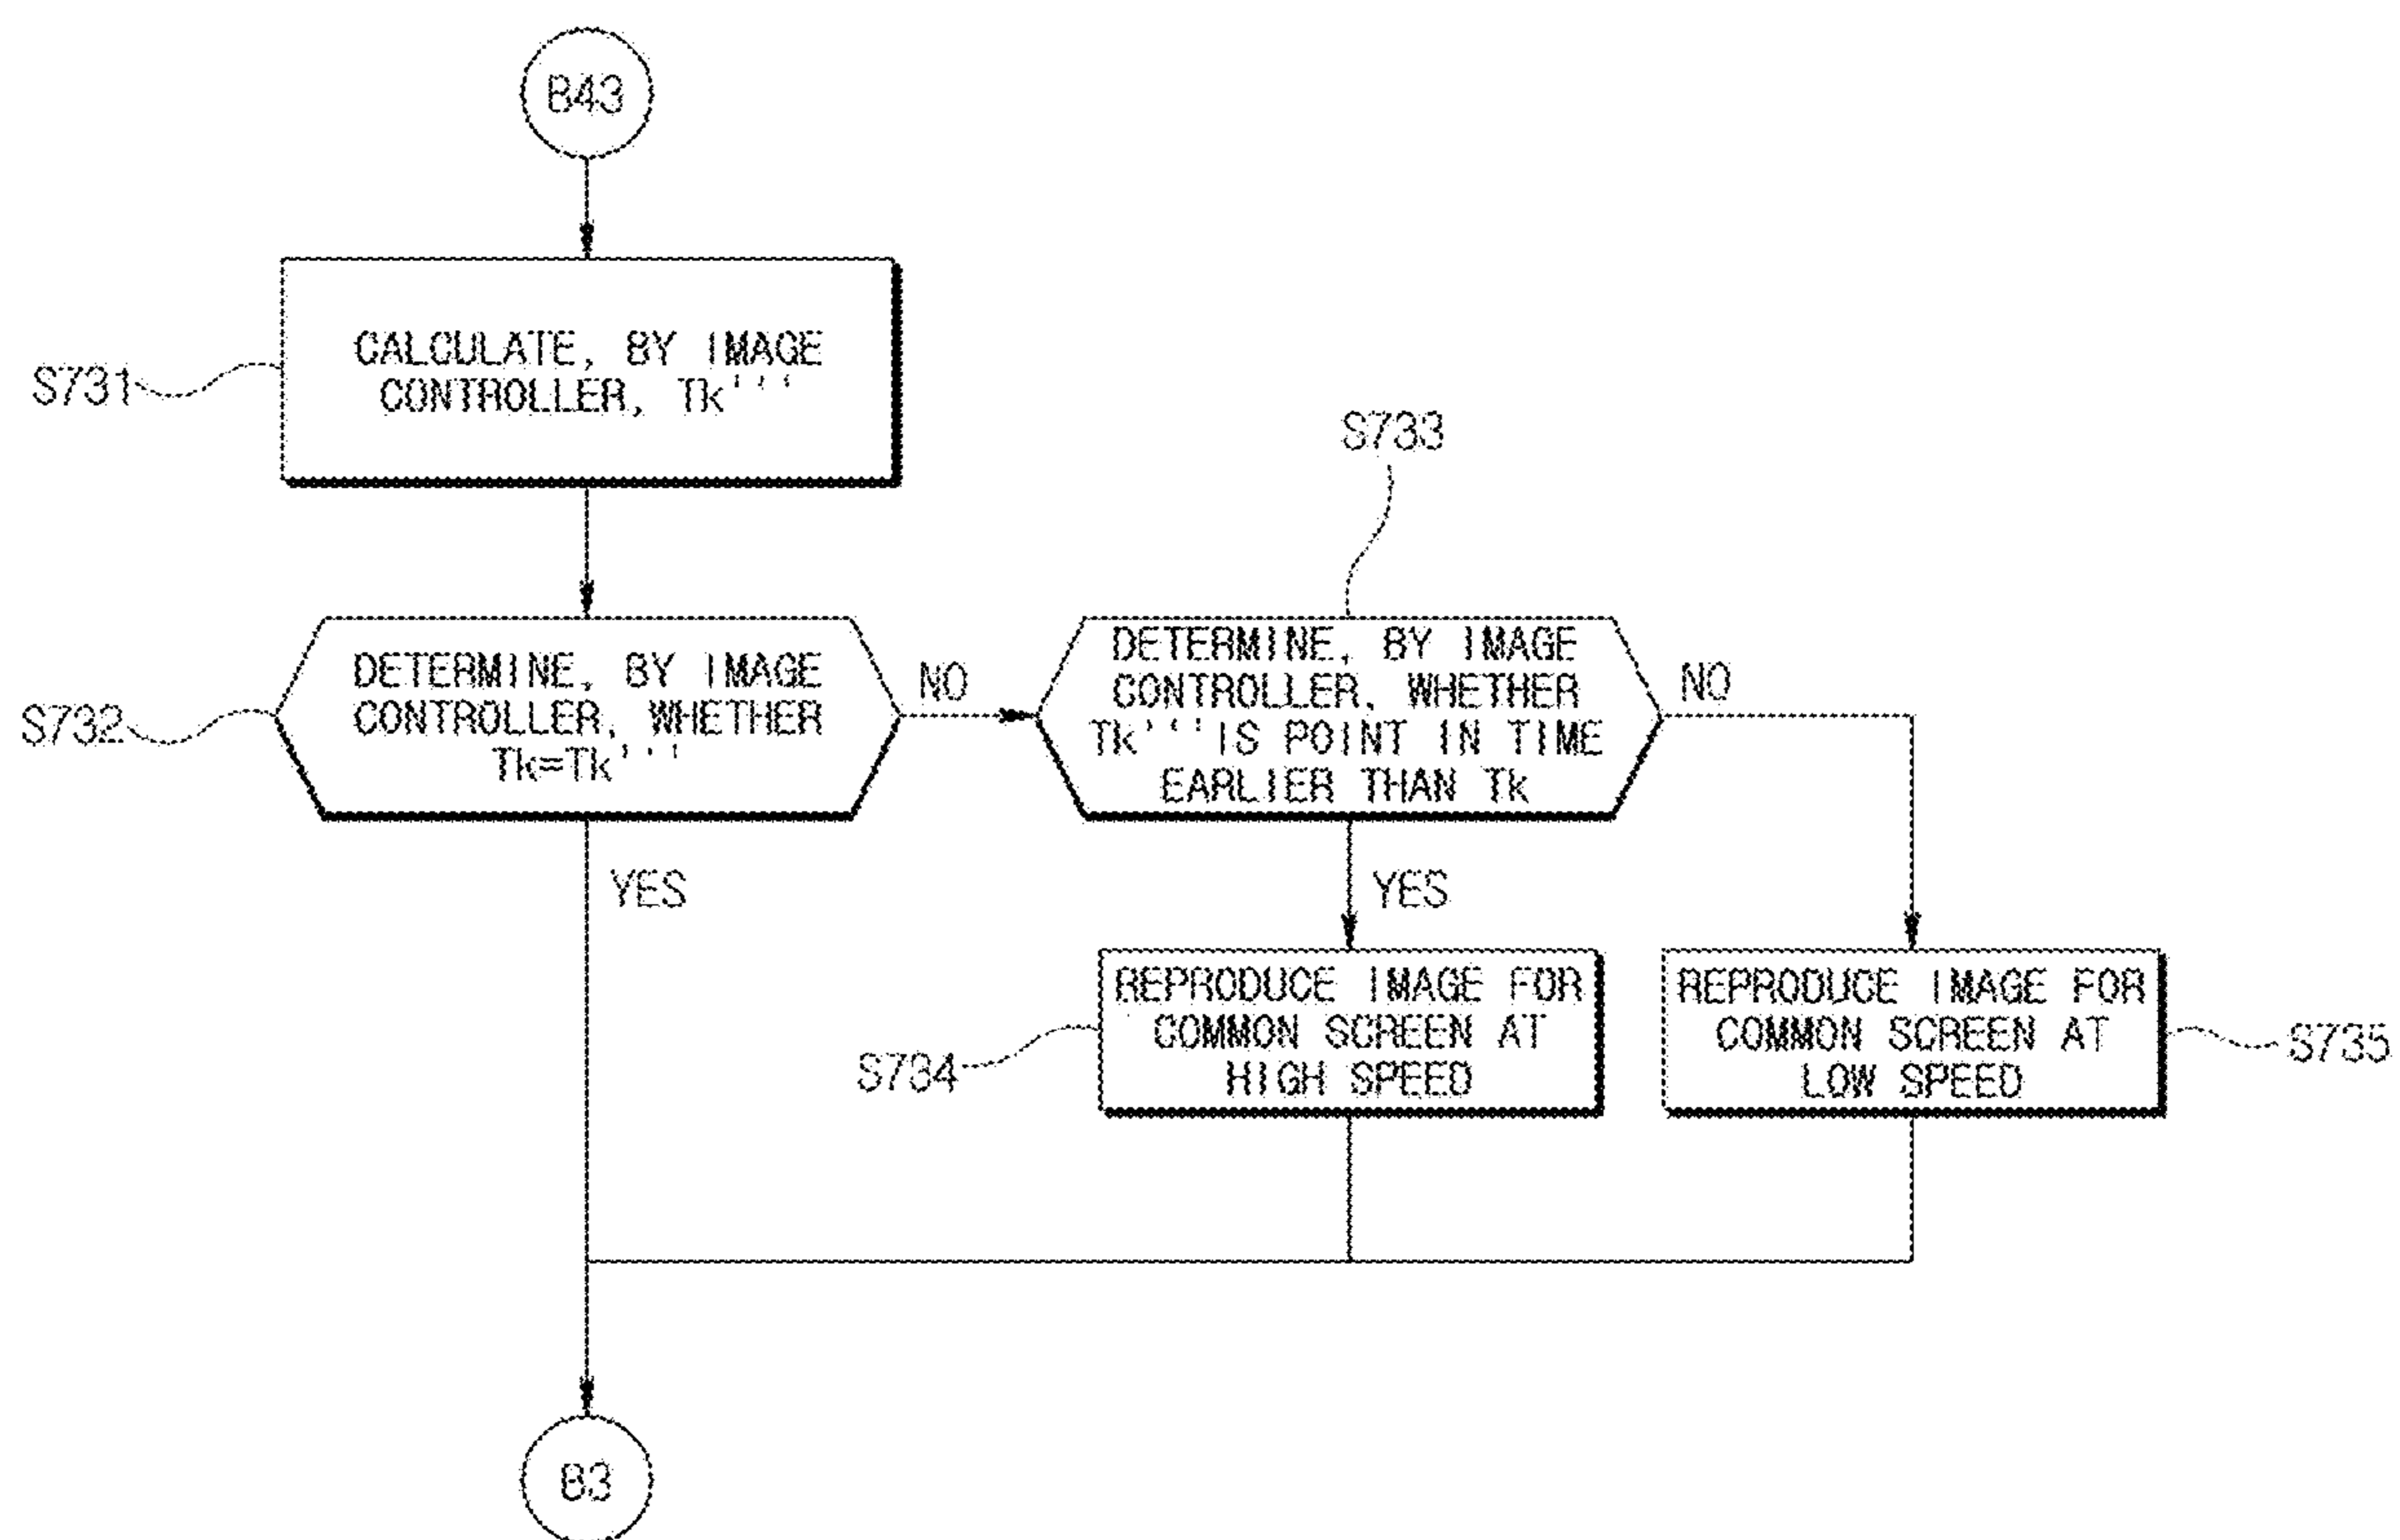 B43
S731
CALCULATE, BY IMAGE
CONTROLLER, Tk'''
S732
DETERMINE, BY IMAGE
CONTROLLER, WHETHER
Tk=Tk'''
NO
YES
S733
DETERMINE, BY IMAGE
CONTROLLER, WHETHER
Tk''' IS POINT IN TIME
EARLIER THAN Tk
NO
YES
S734
REPRODUCE IMAGE FOR
COMMON SCREEN AT
HIGH SPEED
REPRODUCE IMAGE FOR
COMMON SCREEN AT
LOW SPEED
S735
B3